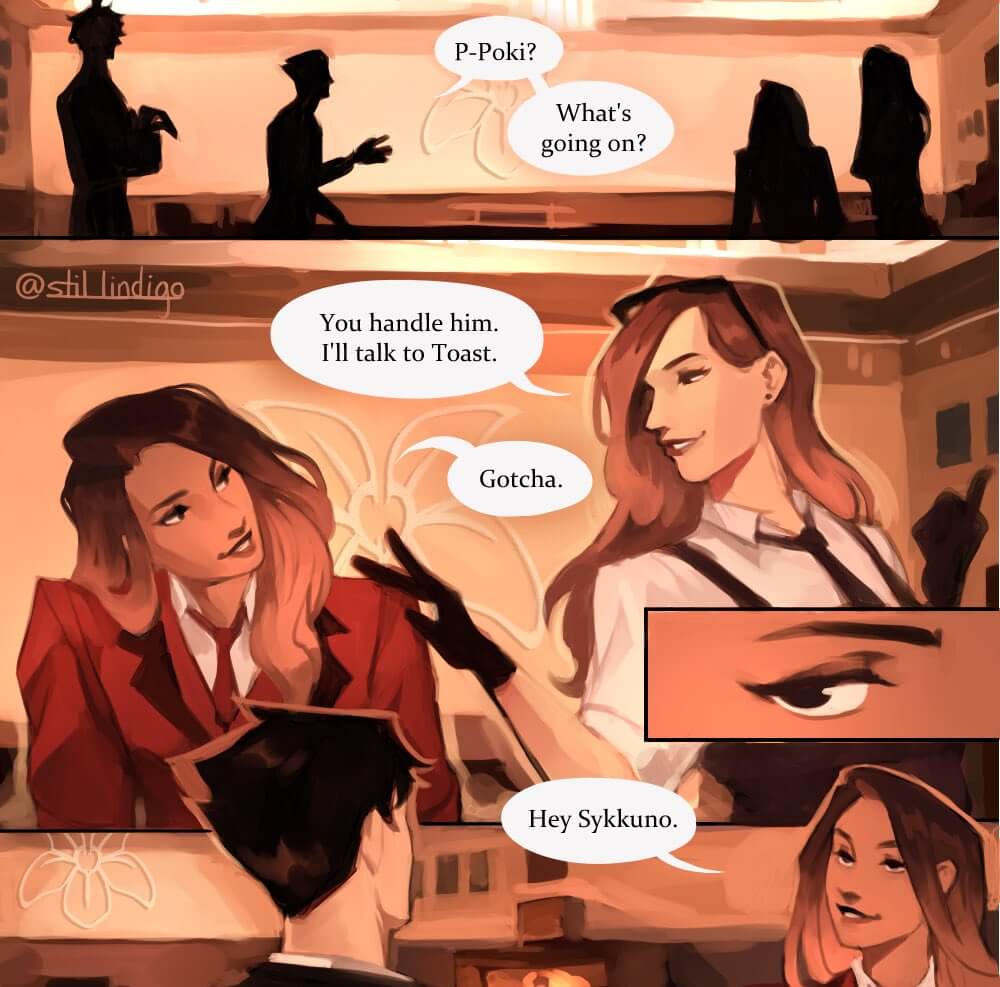 P-Poki?
What's
going on?
@stillindigo
You handle him.
I'll talk to Toast.
Gotcha.
Hey Sykkuno.